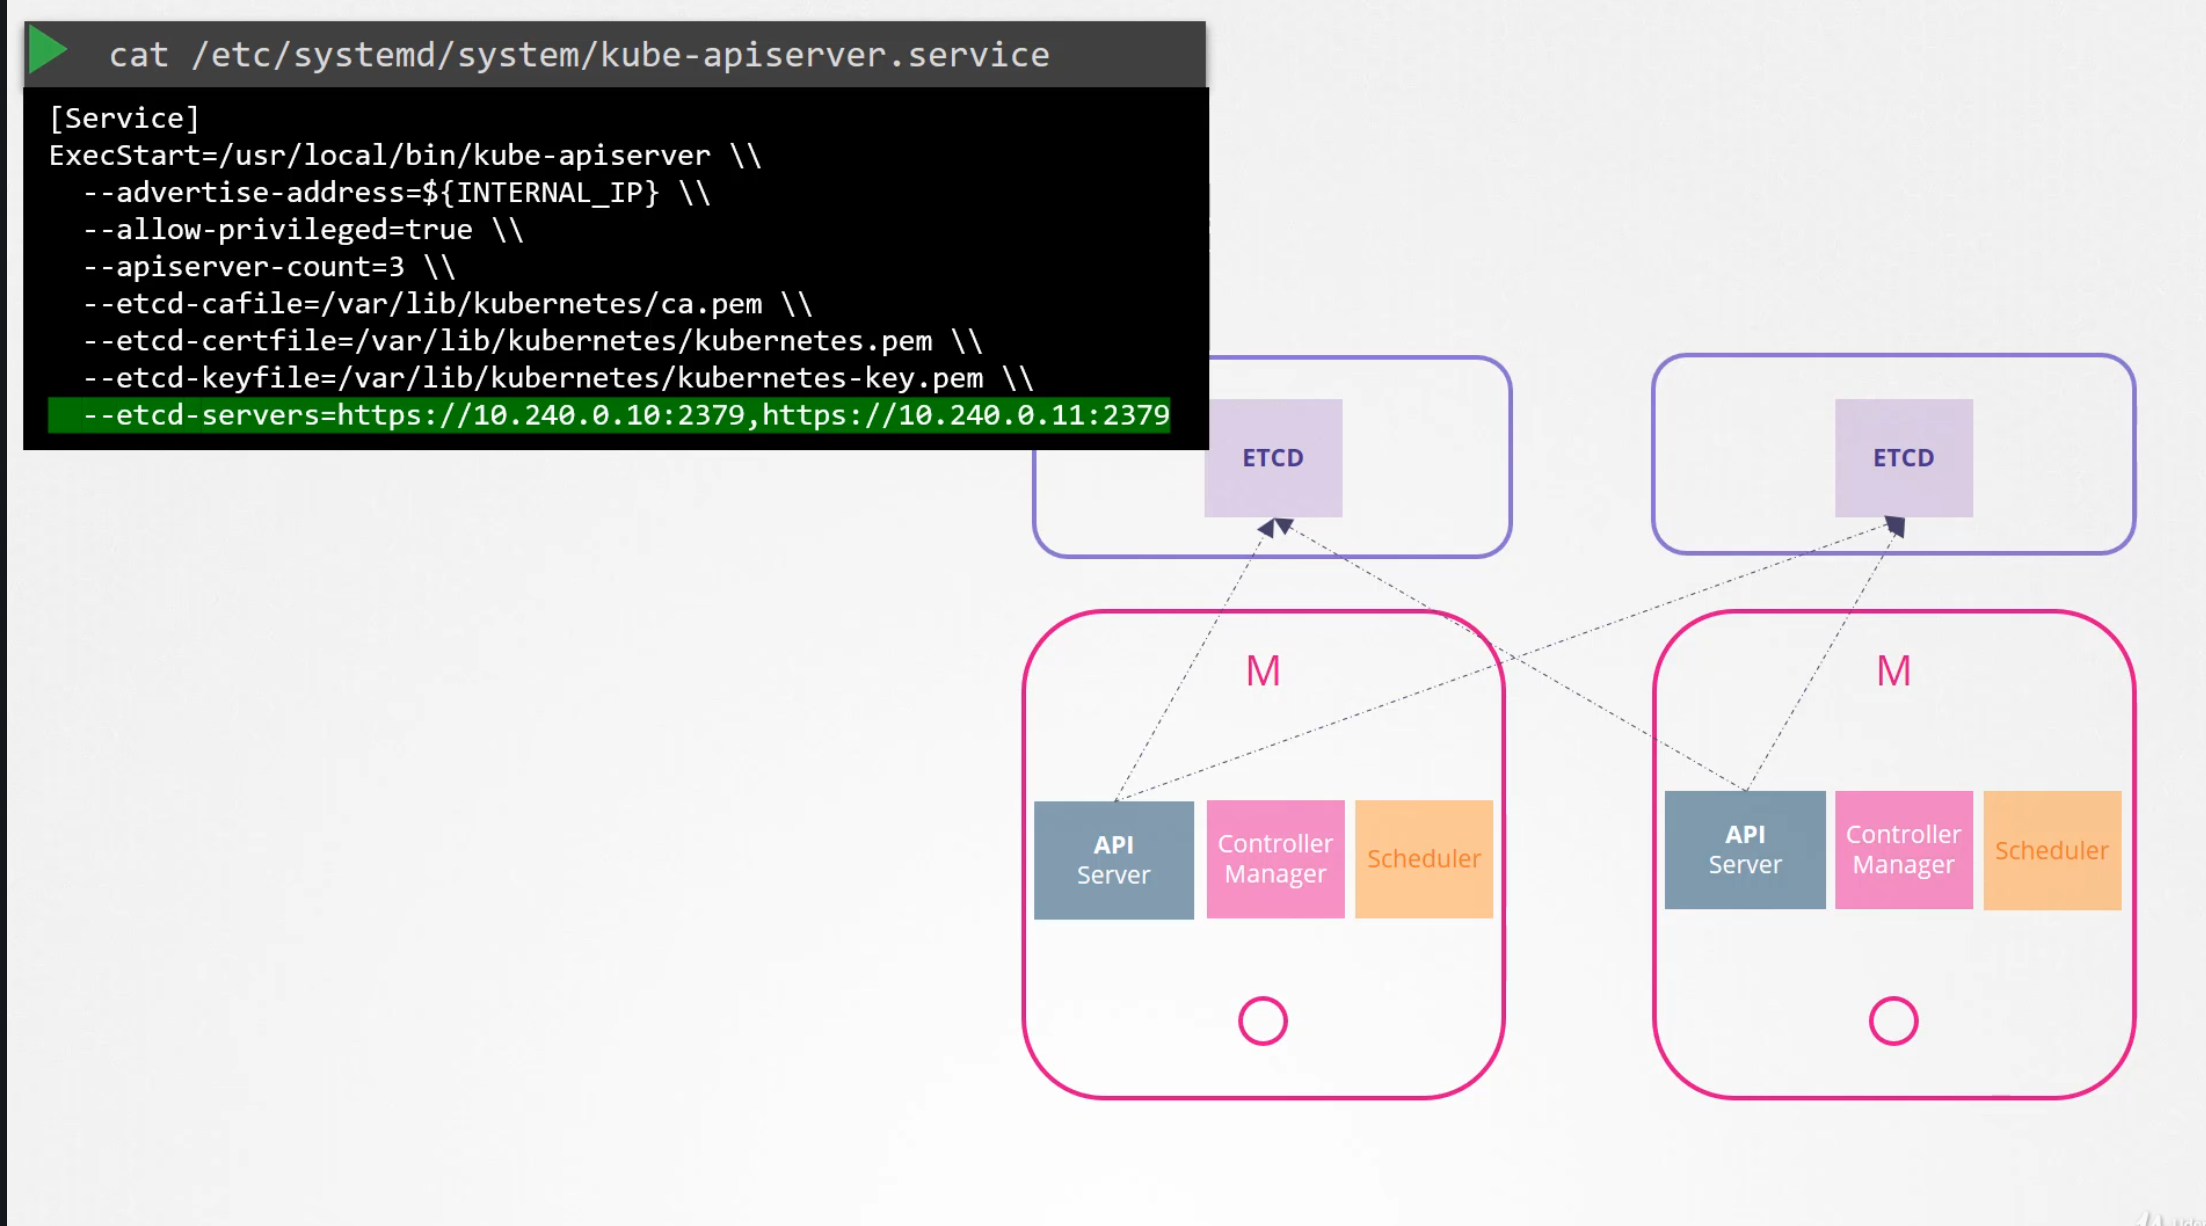 cat /etc/systemd/system/kube-apiserver.service
[Service]
ExecStart=/usr/local/bin/kube-apiserver \\
--advertise-address=${INTERNAL_IP} \\
--allow-privileged=true \\
--apiserver-count=3 \\
--etcd-cafile=/var/lib/kubernetes/ca.pem \\
--etcd-certfile=/var/lib/kubernetes/kubernetes.pem \\
--etcd-keyfile=/var/lib/kubernetes/kubernetes-key.pem \\
--etcd-servers=https://10.240.0.10:2379,https://10.240.0.11:2379
ETCD
ETCD
M
M
API
Server
Controller
Manager
Scheduler
API
Server
Controller
Manager
Scheduler